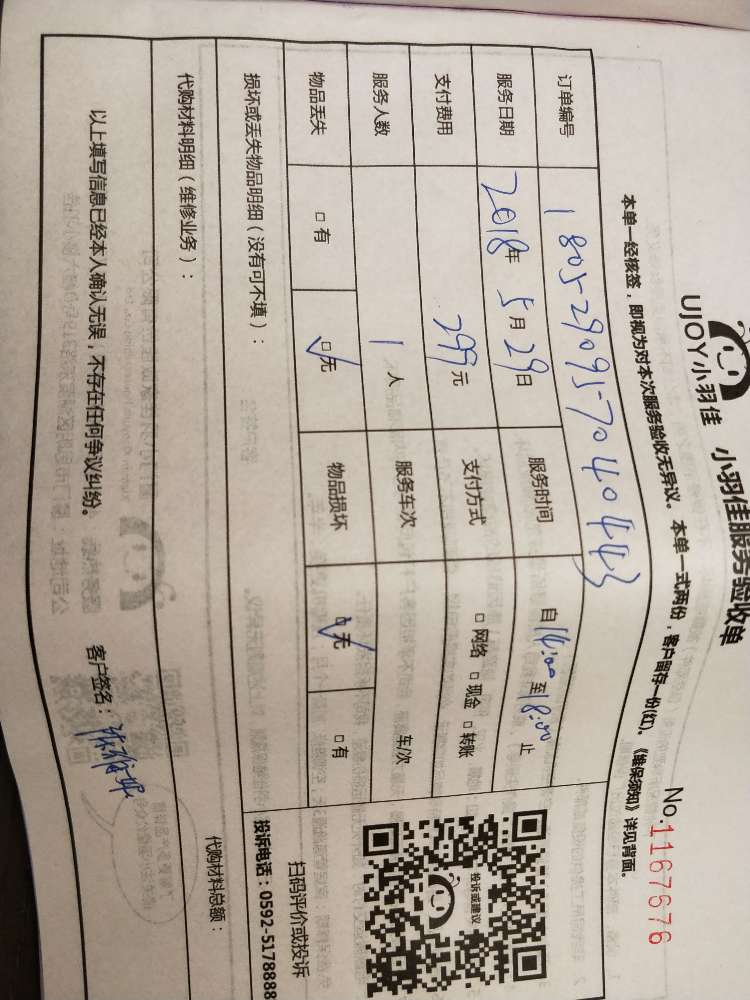 UJOY小羽佳 小羽佳服务验收单
No.1167676
本单一经核签，即视为对本次服务验收无异议。本单一式两份，客户留存一份(红)。《维保须知》详见背面。
订单编号 1805290957040443
服务日期 2018年 5月 29日 服务时间 自14:00至18:00止
支付费用 299元 支付方式 □网络 □现金 □转账
服务人数 1人 服务车次 车/次
物品丢失 □有 ☑无 物品损坏 ☑无 □有
损坏或丢失物品明细（没有可不填）：
代购材料明细（维修业务）：
代购材料总额：
投诉或建议
扫码评价或投诉
投诉电话：0592-5178888
以上填写信息已经本人确认无误，不存在任何争议纠纷。 客户签名：